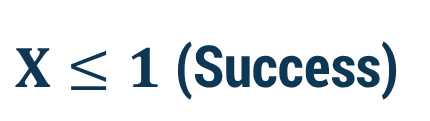 X ≤ 1 (Success)